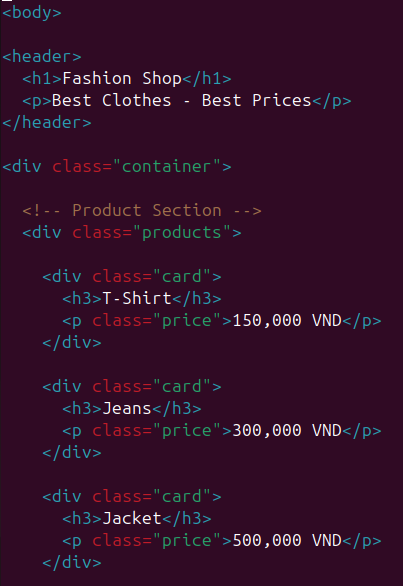 <body>
<header>
<h1>Fashion Shop</h1>
<p>Best Clothes - Best Prices</p>
</header>
<div class="container">
<!-- Product Section -->
<div class="products">
<div class="card">
<h3>T-Shirt</h3>
<p class="price">150,000 VND</p>
</div>
<div class="card">
<h3>Jeans</h3>
<p class="price">300,000 VND</p>
</div>
<div class="card">
<h3>Jacket</h3>
<p class="price">500,000 VND</p>
</div>